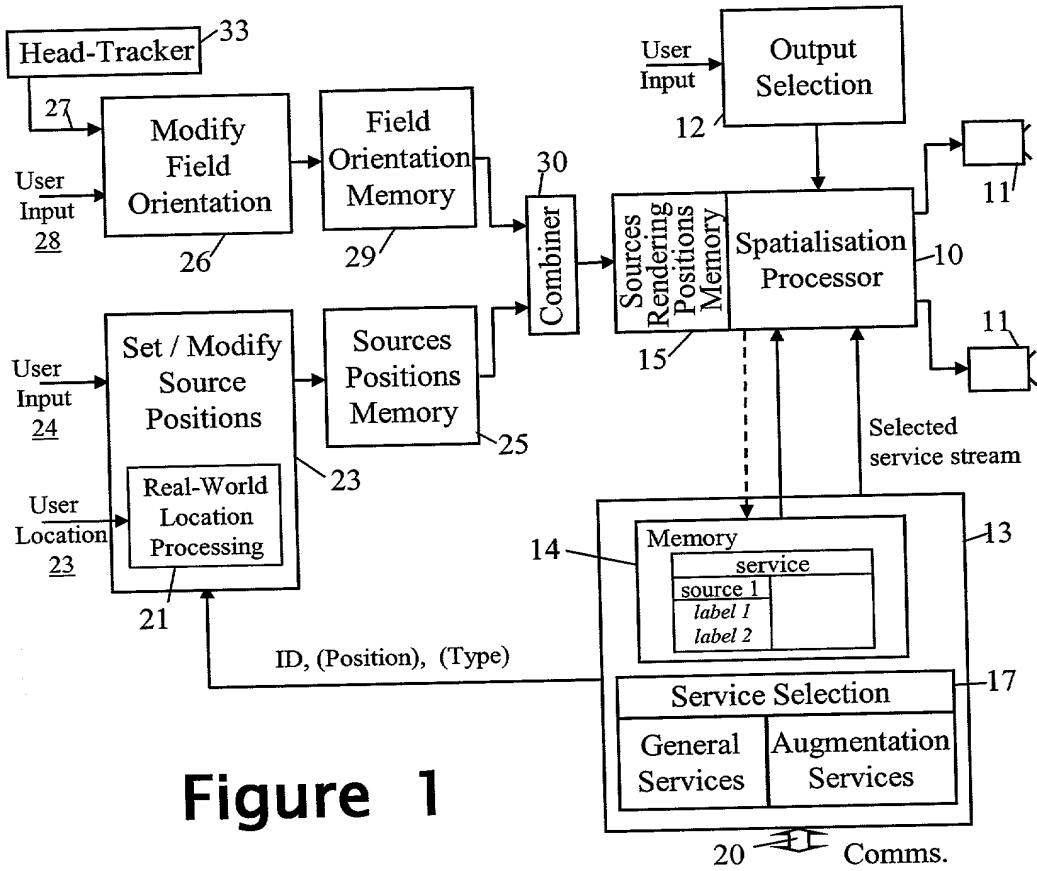 Head-Tracker
33
27
Modify
Field
Orientation
User
Input
28
26
Field
Orientation
Memory
29
30
Combiner
User
Input
Output
Selection
12
Sources
Rendering
Positions
Memory
Spatialisation
Processor
15
10
11
11
Set / Modify
Source
Positions
User
Input
24
Sources
Positions
Memory
25
23
User
Location
23
Real-World
Location
Processing
21
ID, (Position), (Type)
Selected
service stream
13
14
Memory
service
source 1
label 1
label 2
17
Service Selection
General
Services
Augmentation
Services
20
Comms.
Figure 1